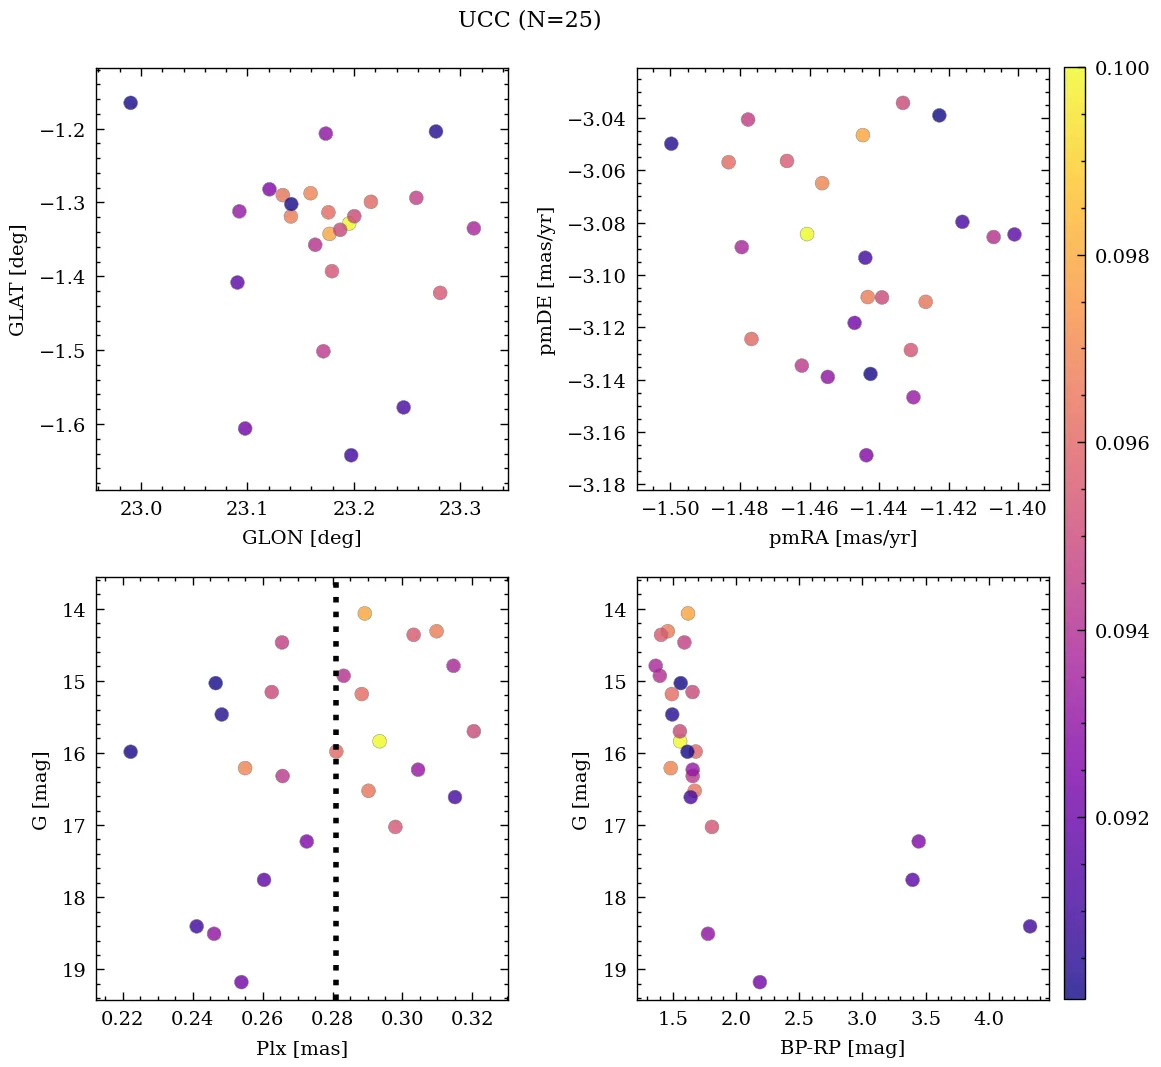 UCC (N=25)
−1.2
−1.3
−1.4
−1.5
−1.6
GLAT [deg]
23.0 23.1 23.2 23.3
GLON [deg]
−3.04
−3.06
−3.08
−3.10
−3.12
−3.14
−3.16
−3.18
pmDE [mas/yr]
−1.50 −1.48 −1.46 −1.44 −1.42 −1.40
pmRA [mas/yr]
14
15
16
17
18
19
G [mag]
0.22 0.24 0.26 0.28 0.30 0.32
Plx [mas]
14
15
16
17
18
19
G [mag]
1.5 2.0 2.5 3.0 3.5 4.0
BP-RP [mag]
0.100
0.098
0.096
0.094
0.092